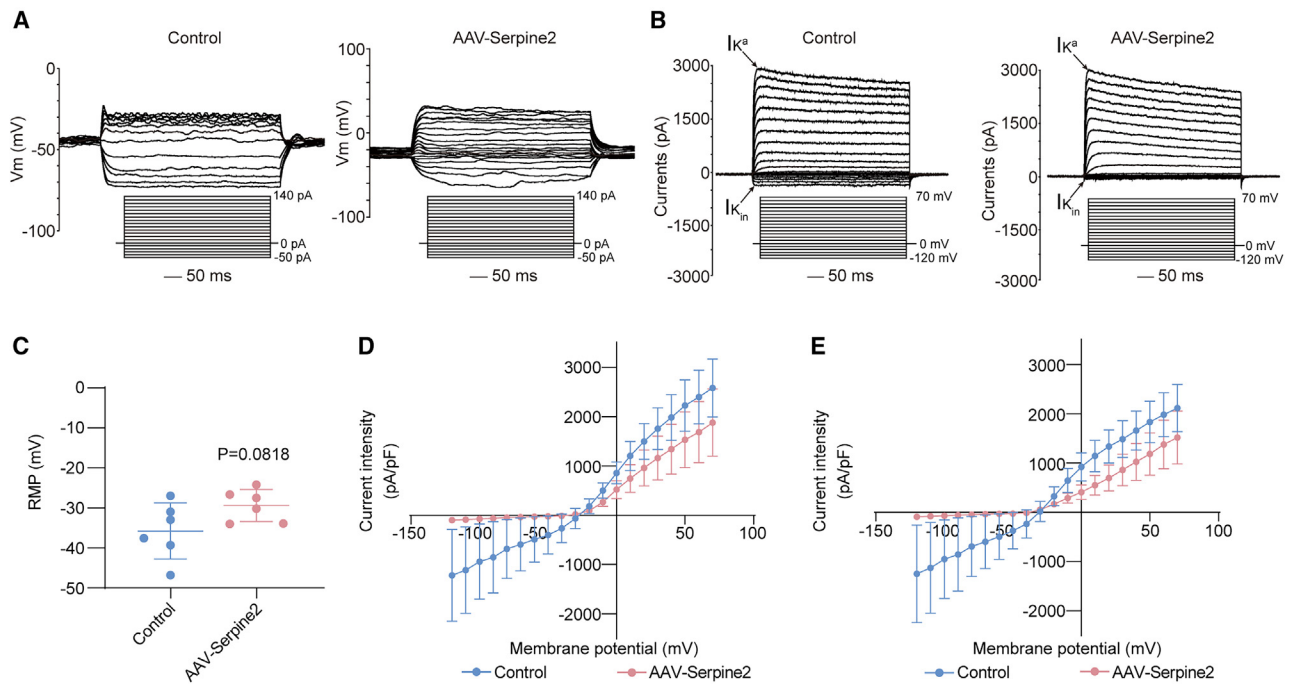 A
Control
AAV-Serpine2
Vm (mV)
0
-50
-100
140 pA
0 pA
-50 pA
50 ms
Vm (mV)
100
0
-100
140 pA
0 pA
-50 pA
50 ms
B
Control
AAV-Serpine2
IKa
IKin
Currents (pA)
3000
1500
0
-1500
-3000
70 mV
0 mV
-120 mV
50 ms
IKa
IKin
Currents (pA)
3000
1500
0
-1500
-3000
70 mV
0 mV
-120 mV
50 ms
C
RMP (mV)
0
-10
-20
-30
-40
-50
P=0.0818
Control
AAV-Serpine2
D
Current intensity
(pA/pF)
3000
2000
1000
-1000
-2000
-150
-100
-50
50
100
Membrane potential (mV)
Control
AAV-Serpine2
E
Current intensity
(pA/pF)
3000
2000
1000
-1000
-2000
-150
-100
-50
50
100
Membrane potential (mV)
Control
AAV-Serpine2